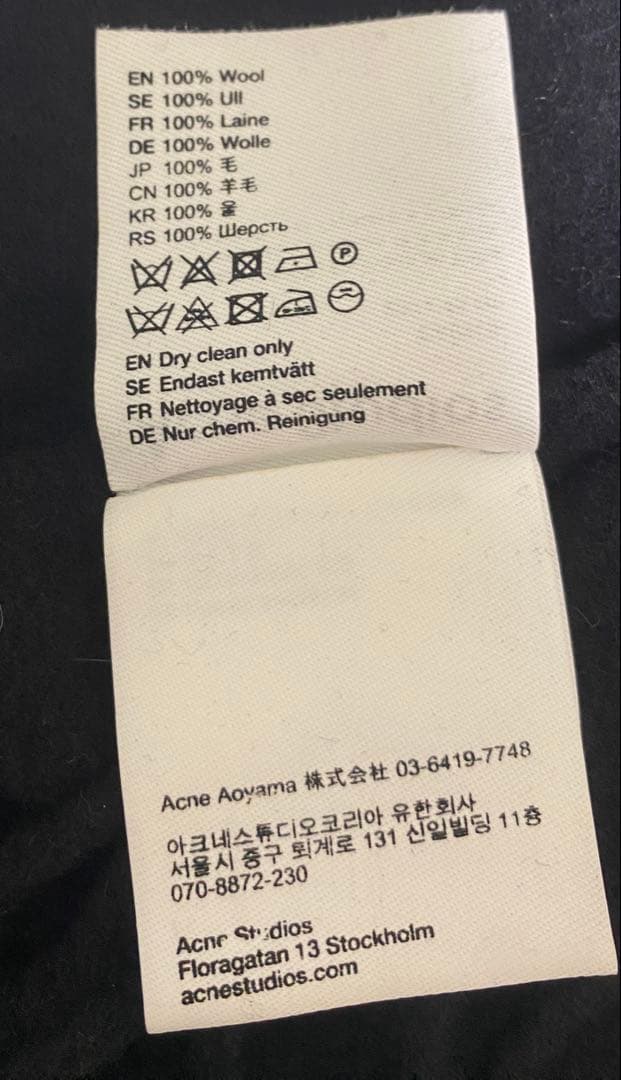 EN 100% Wool
SE 100% Ull
FR 100% Laine
DE 100% Wolle
JP 100% 毛
CN 100% 羊毛
KR 100% 울
RS 100% Шерсть
P
EN Dry clean only
SE Endast kemtvätt
FR Nettoyage à sec seulement
DE Nur chem. Reinigung
Acne Aoyama 株式会社 03-6419-7748
아크네스튜디오코리아 유한회사
서울시 중구 퇴계로 131 신일빌딩 11층
070-8872-230
Acne Studios
Floragatan 13 Stockholm
acnestudios.com